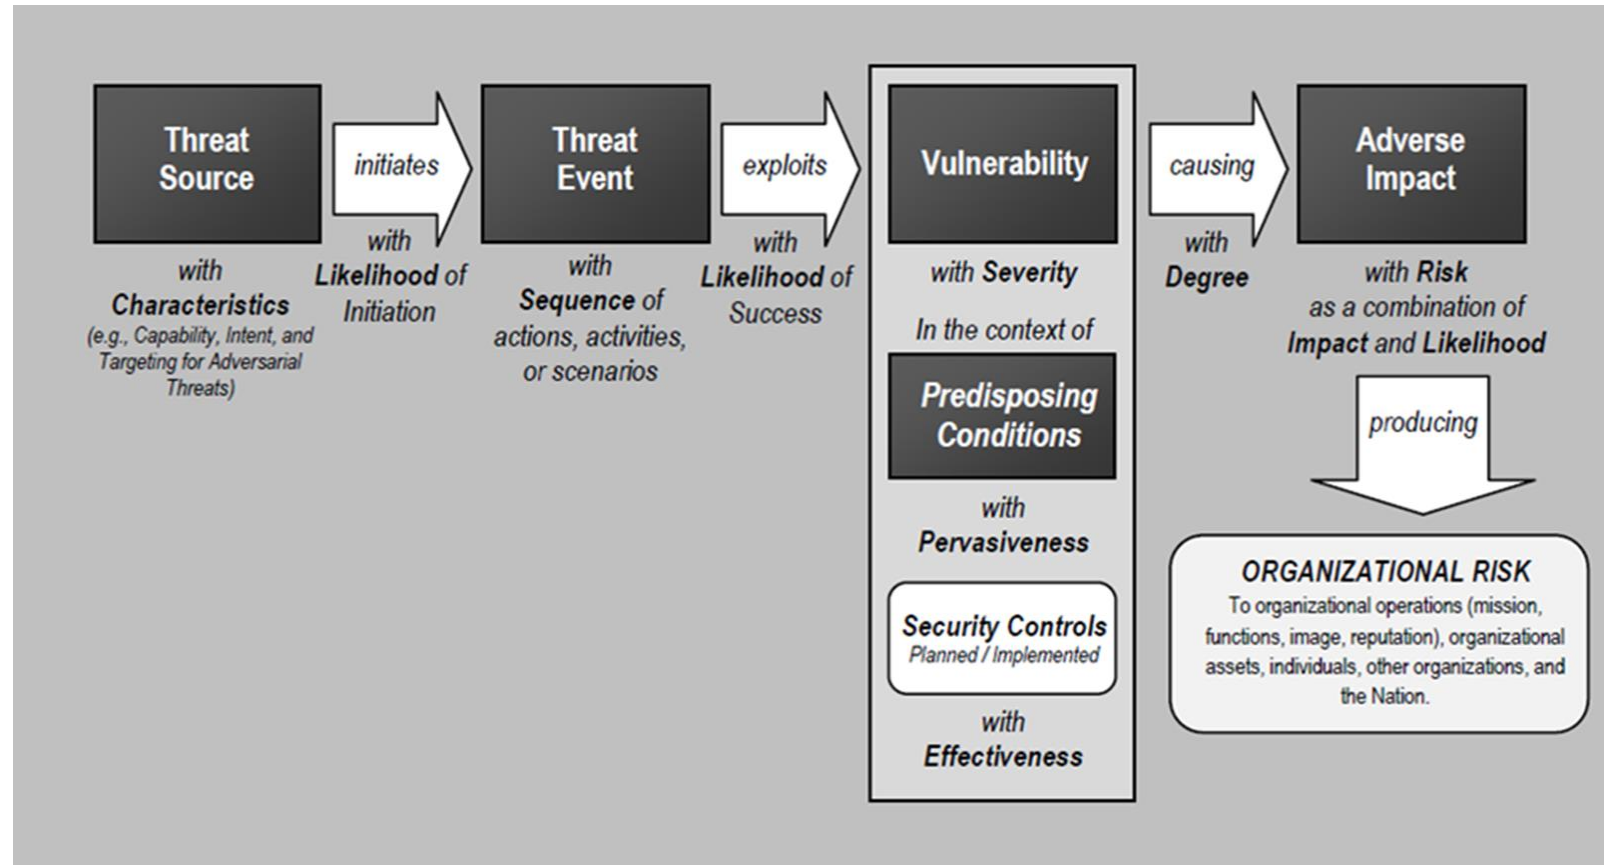 Threat
Source
initiates
Threat
Event
exploits
Vulnerability
causing
Adverse
Impact
with
Characteristics
(e.g., Capability, Intent, and
Targeting for Adversarial
Threats)
with
Likelihood of
Initiation
with
Sequence of
actions, activities,
or scenarios
with
Likelihood of
Success
with Severity
In the context of
Predisposing
Conditions
with
Pervasiveness
Security Controls
Planned / Implemented
with
Effectiveness
with
Degree
with Risk
as a combination of
Impact and Likelihood
producing
ORGANIZATIONAL RISK
To organizational operations (mission,
functions, image, reputation), organizational
assets, individuals, other organizations, and
the Nation.